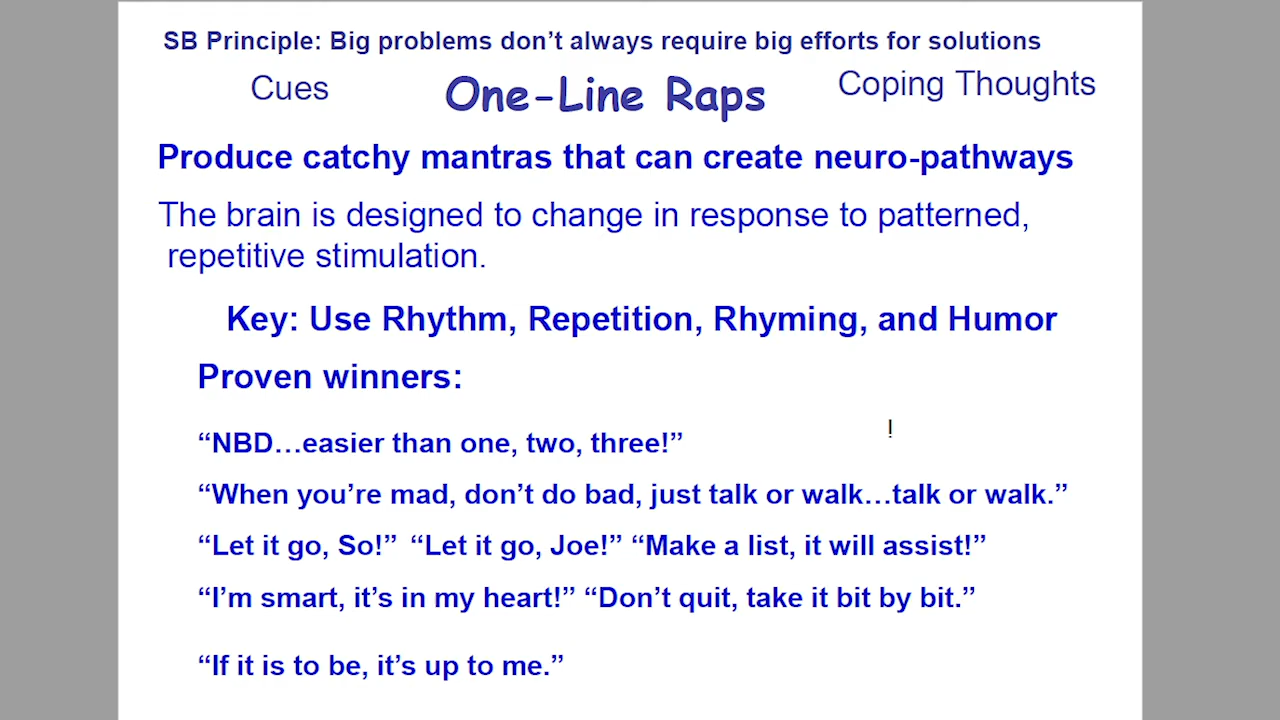 SB Principle: Big problems don’t always require big efforts for solutions
Cues
One-Line Raps
Coping Thoughts
Produce catchy mantras that can create neuro-pathways
The brain is designed to change in response to patterned,
repetitive stimulation.
Key: Use Rhythm, Repetition, Rhyming, and Humor
Proven winners:
!
“NBD…easier than one, two, three!”
“When you’re mad, don’t do bad, just talk or walk…talk or walk.”
“Let it go, So!” “Let it go, Joe!” “Make a list, it will assist!”
“I’m smart, it’s in my heart!” “Don’t quit, take it bit by bit.”
“If it is to be, it’s up to me.”